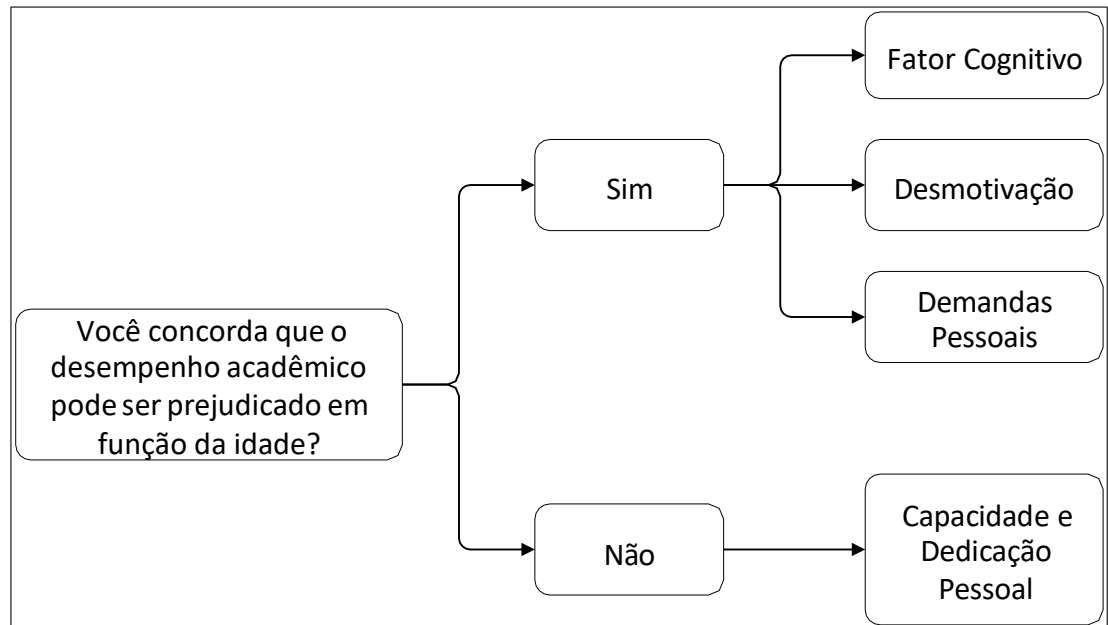 Fator Cognitivo
Sim
Desmotivação
Demandas
Pessoais
Você concorda que o
desempenho acadêmico
pode ser prejudicado em
função da idade?
Não
Capacidade e
Dedicação
Pessoal